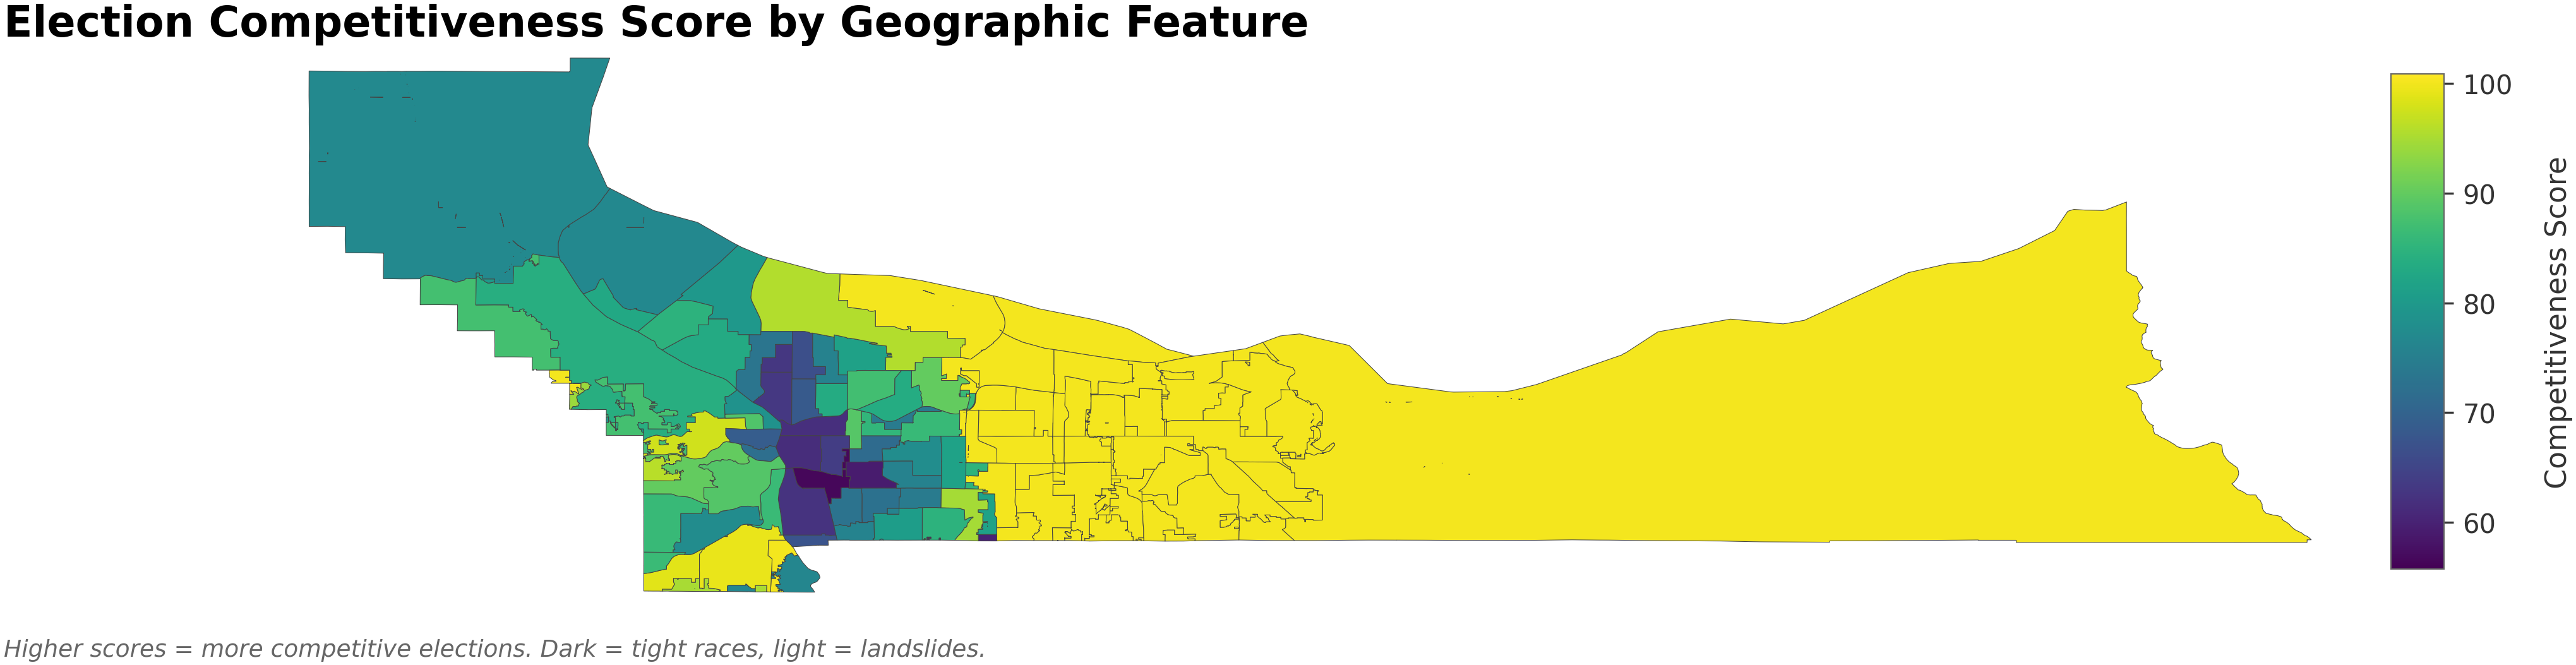 Election Competitiveness Score by Geographic Feature
100
90
80
70
60
Competitiveness Score
Higher scores = more competitive elections. Dark = tight races, light = landslides.